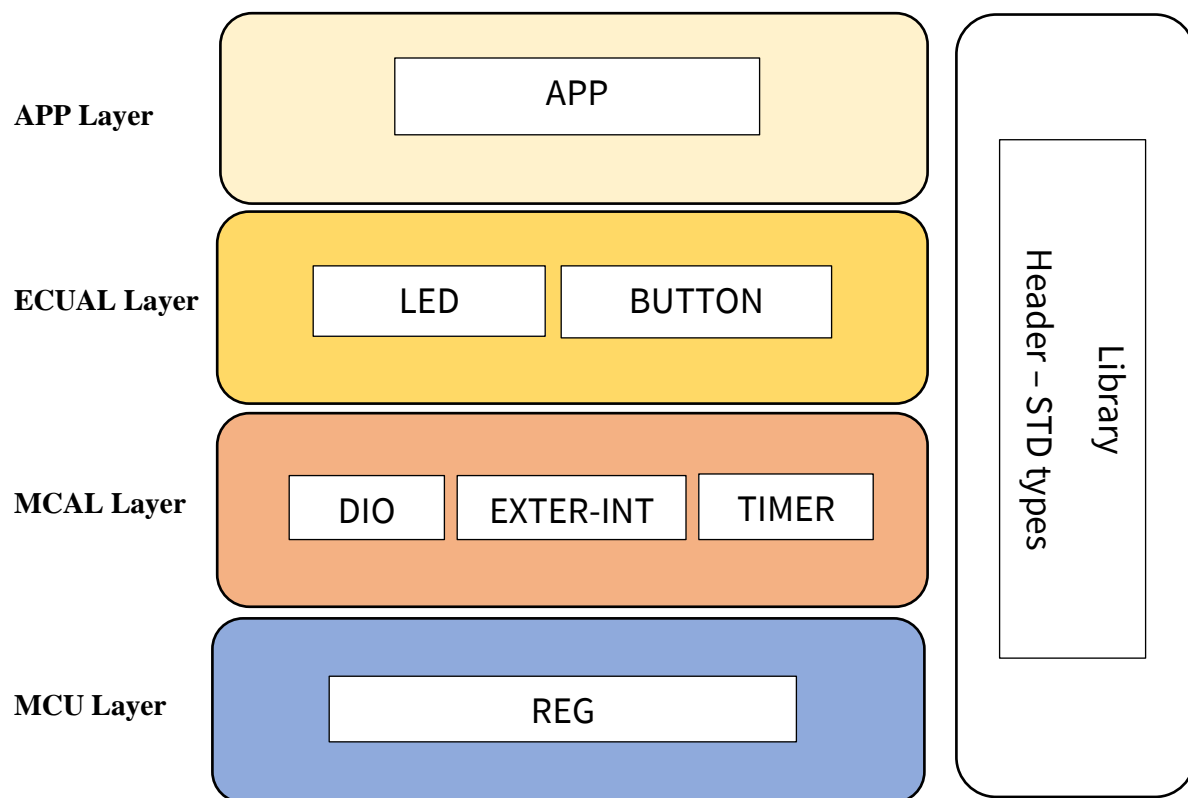 APP Layer
APP
ECUAL Layer
LED
BUTTON
MCAL Layer
DIO
EXTER-INT
TIMER
MCU Layer
REG
Library
Header – STD types